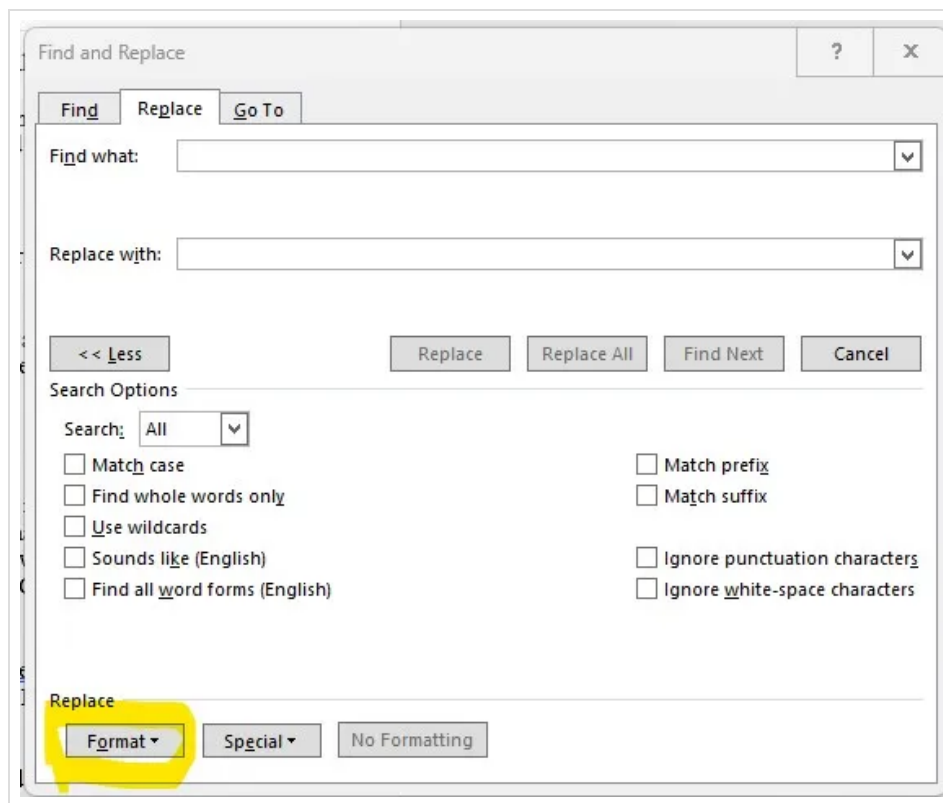 Find and Replace ? X
Find Replace Go To
Find what:
Replace with:
<< Less Replace Replace All Find Next Cancel
Search Options
Search: All
Match case Match prefix
Find whole words only Match suffix
Use wildcards
Sounds like (English) Ignore punctuation characters
Find all word forms (English) Ignore white-space characters
Replace
Format Special No Formatting